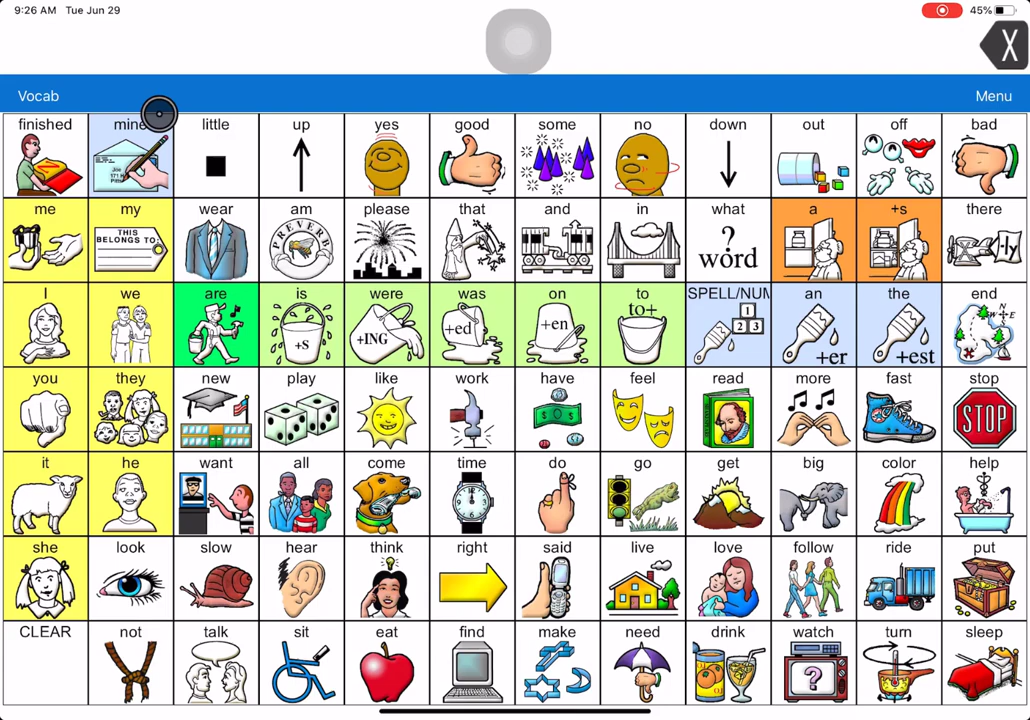 9:26 AM Tue Jun 29 45%
X
Vocab Menu
finished mine little up yes good some no down out off bad
me my wear am please that and in what a +s there
THIS BELONGS TO PREVERB ? word -ly
I we are is were was on to SPELL/NUM an the end
+s +ING +ed +en to+ 1 2 3 +er +est N W E S
you they new play like work have feel read more fast stop
STOP
it he want all come time do go get big color help
she look slow hear think right said live love follow ride put
CLEAR not talk sit eat find make need drink watch turn sleep
OJ ?